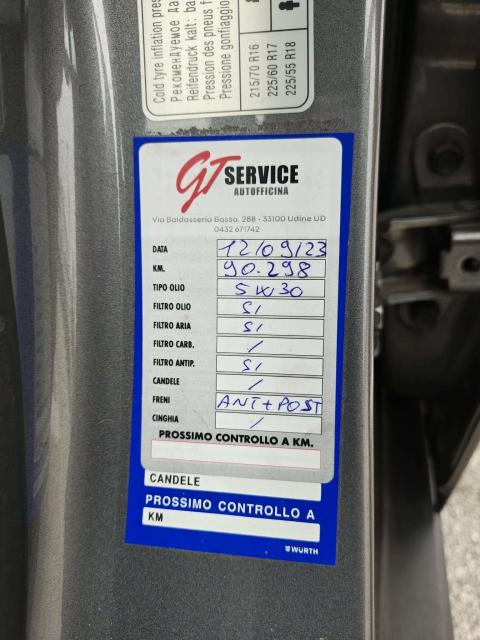 Cold tyre inflation pres
Рекомендуемое да
Reifendruck kalt; ba
Pression des pneus f
Pressione gonfiaggio
215/70 R16
225/60 R17
225/55 R18
GT SERVICE
AUTOFFICINA
Via Baldasseria Bassa, 288 - 33100 Udine UD
0432 671742
DATA 12/09/23
KM. 90.298
TIPO OLIO 5W30
FILTRO OLIO SI
FILTRO ARIA SI
FILTRO CARB. /
FILTRO ANTIP. SI
CANDELE /
FRENI ANT+POST
CINGHIA /
PROSSIMO CONTROLLO A KM.
CANDELE
PROSSIMO CONTROLLO A
KM
WÜRTH